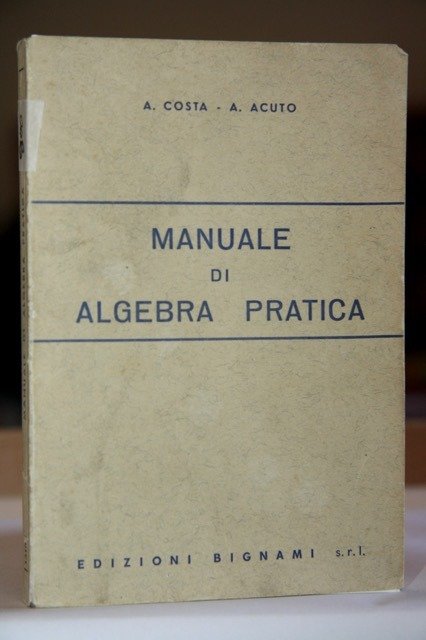 A. COSTA - A. ACUTO
MANUALE
DI
ALGEBRA PRATICA
EDIZIONI BIGNAMI s.r.l.